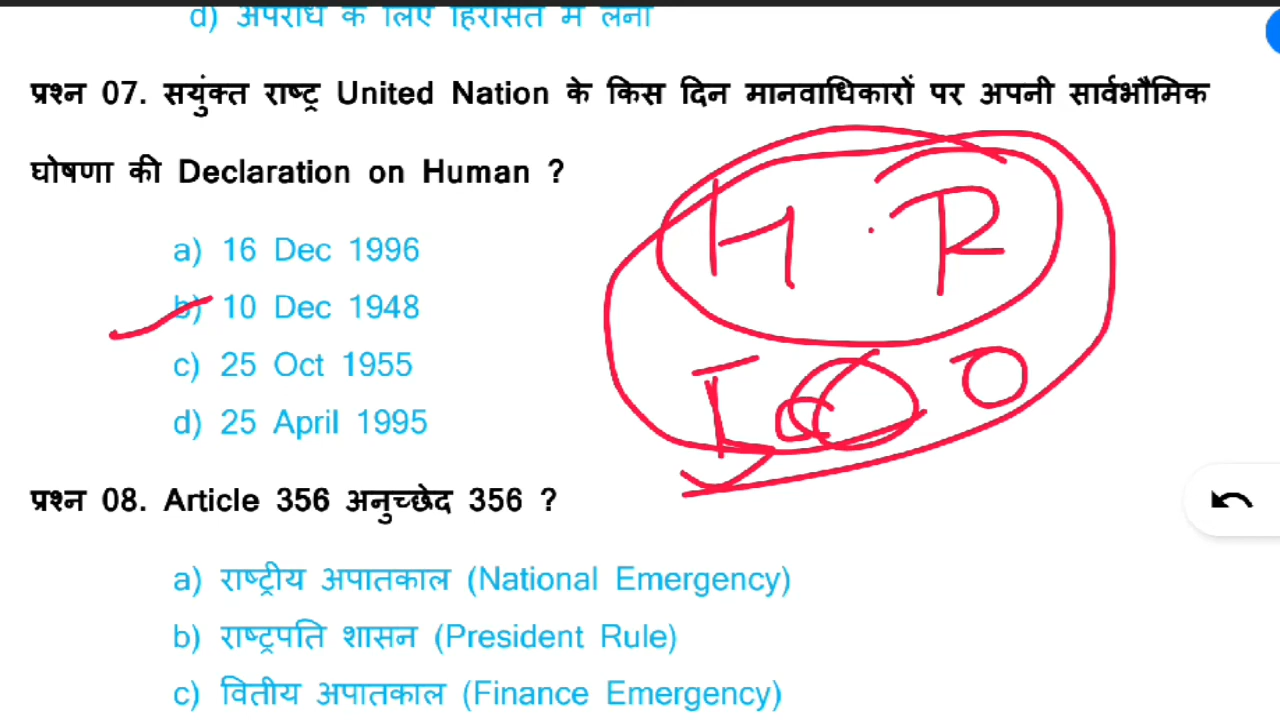 d) अपराध के लिए हिरासत में लेना
प्रश्न 07. सयुंक्त राष्ट्र United Nation के किस दिन मानवाधिकारों पर अपनी सार्वभौमिक
घोषणा की Declaration on Human ?
H . R
a) 16 Dec 1996
b) 10 Dec 1948
c) 25 Oct 1955
d) 25 April 1995
प्रश्न 08. Article 356 अनुच्छेद 356 ?
a) राष्ट्रीय अपातकाल (National Emergency)
b) राष्ट्रपति शासन (President Rule)
c) वितीय अपातकाल (Finance Emergency)